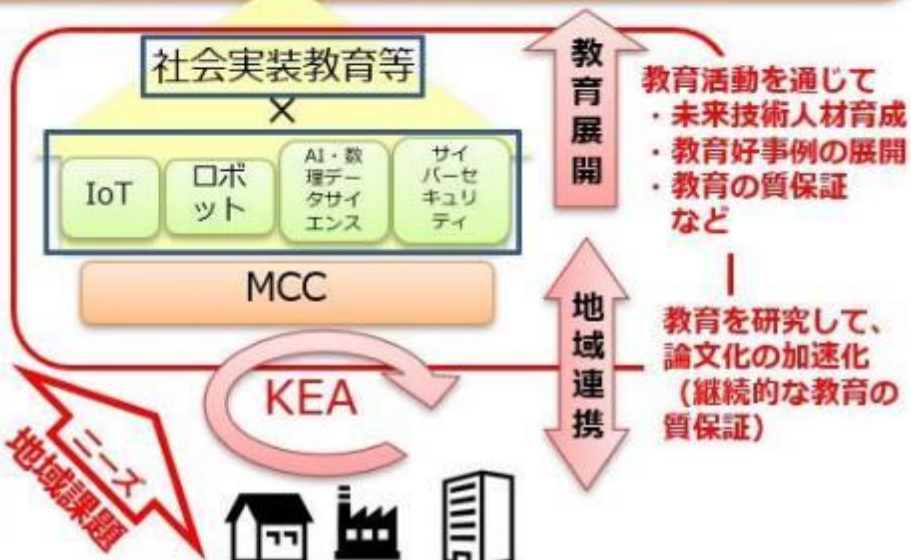 社会実装教育等
×
IoT
ロボ
ット
AI・数
理デー
タサイ
エンス
サイ
バーセ
キュリ
ティ
MCC
KEA
ニーズ
地域課題
教育展開
地域連携
教育活動を通じて
・未来技術人材育成
・教育好事例の展開
・教育の質保証
など
教育を研究して、
論文化の加速化
（継続的な教育の
質保証）